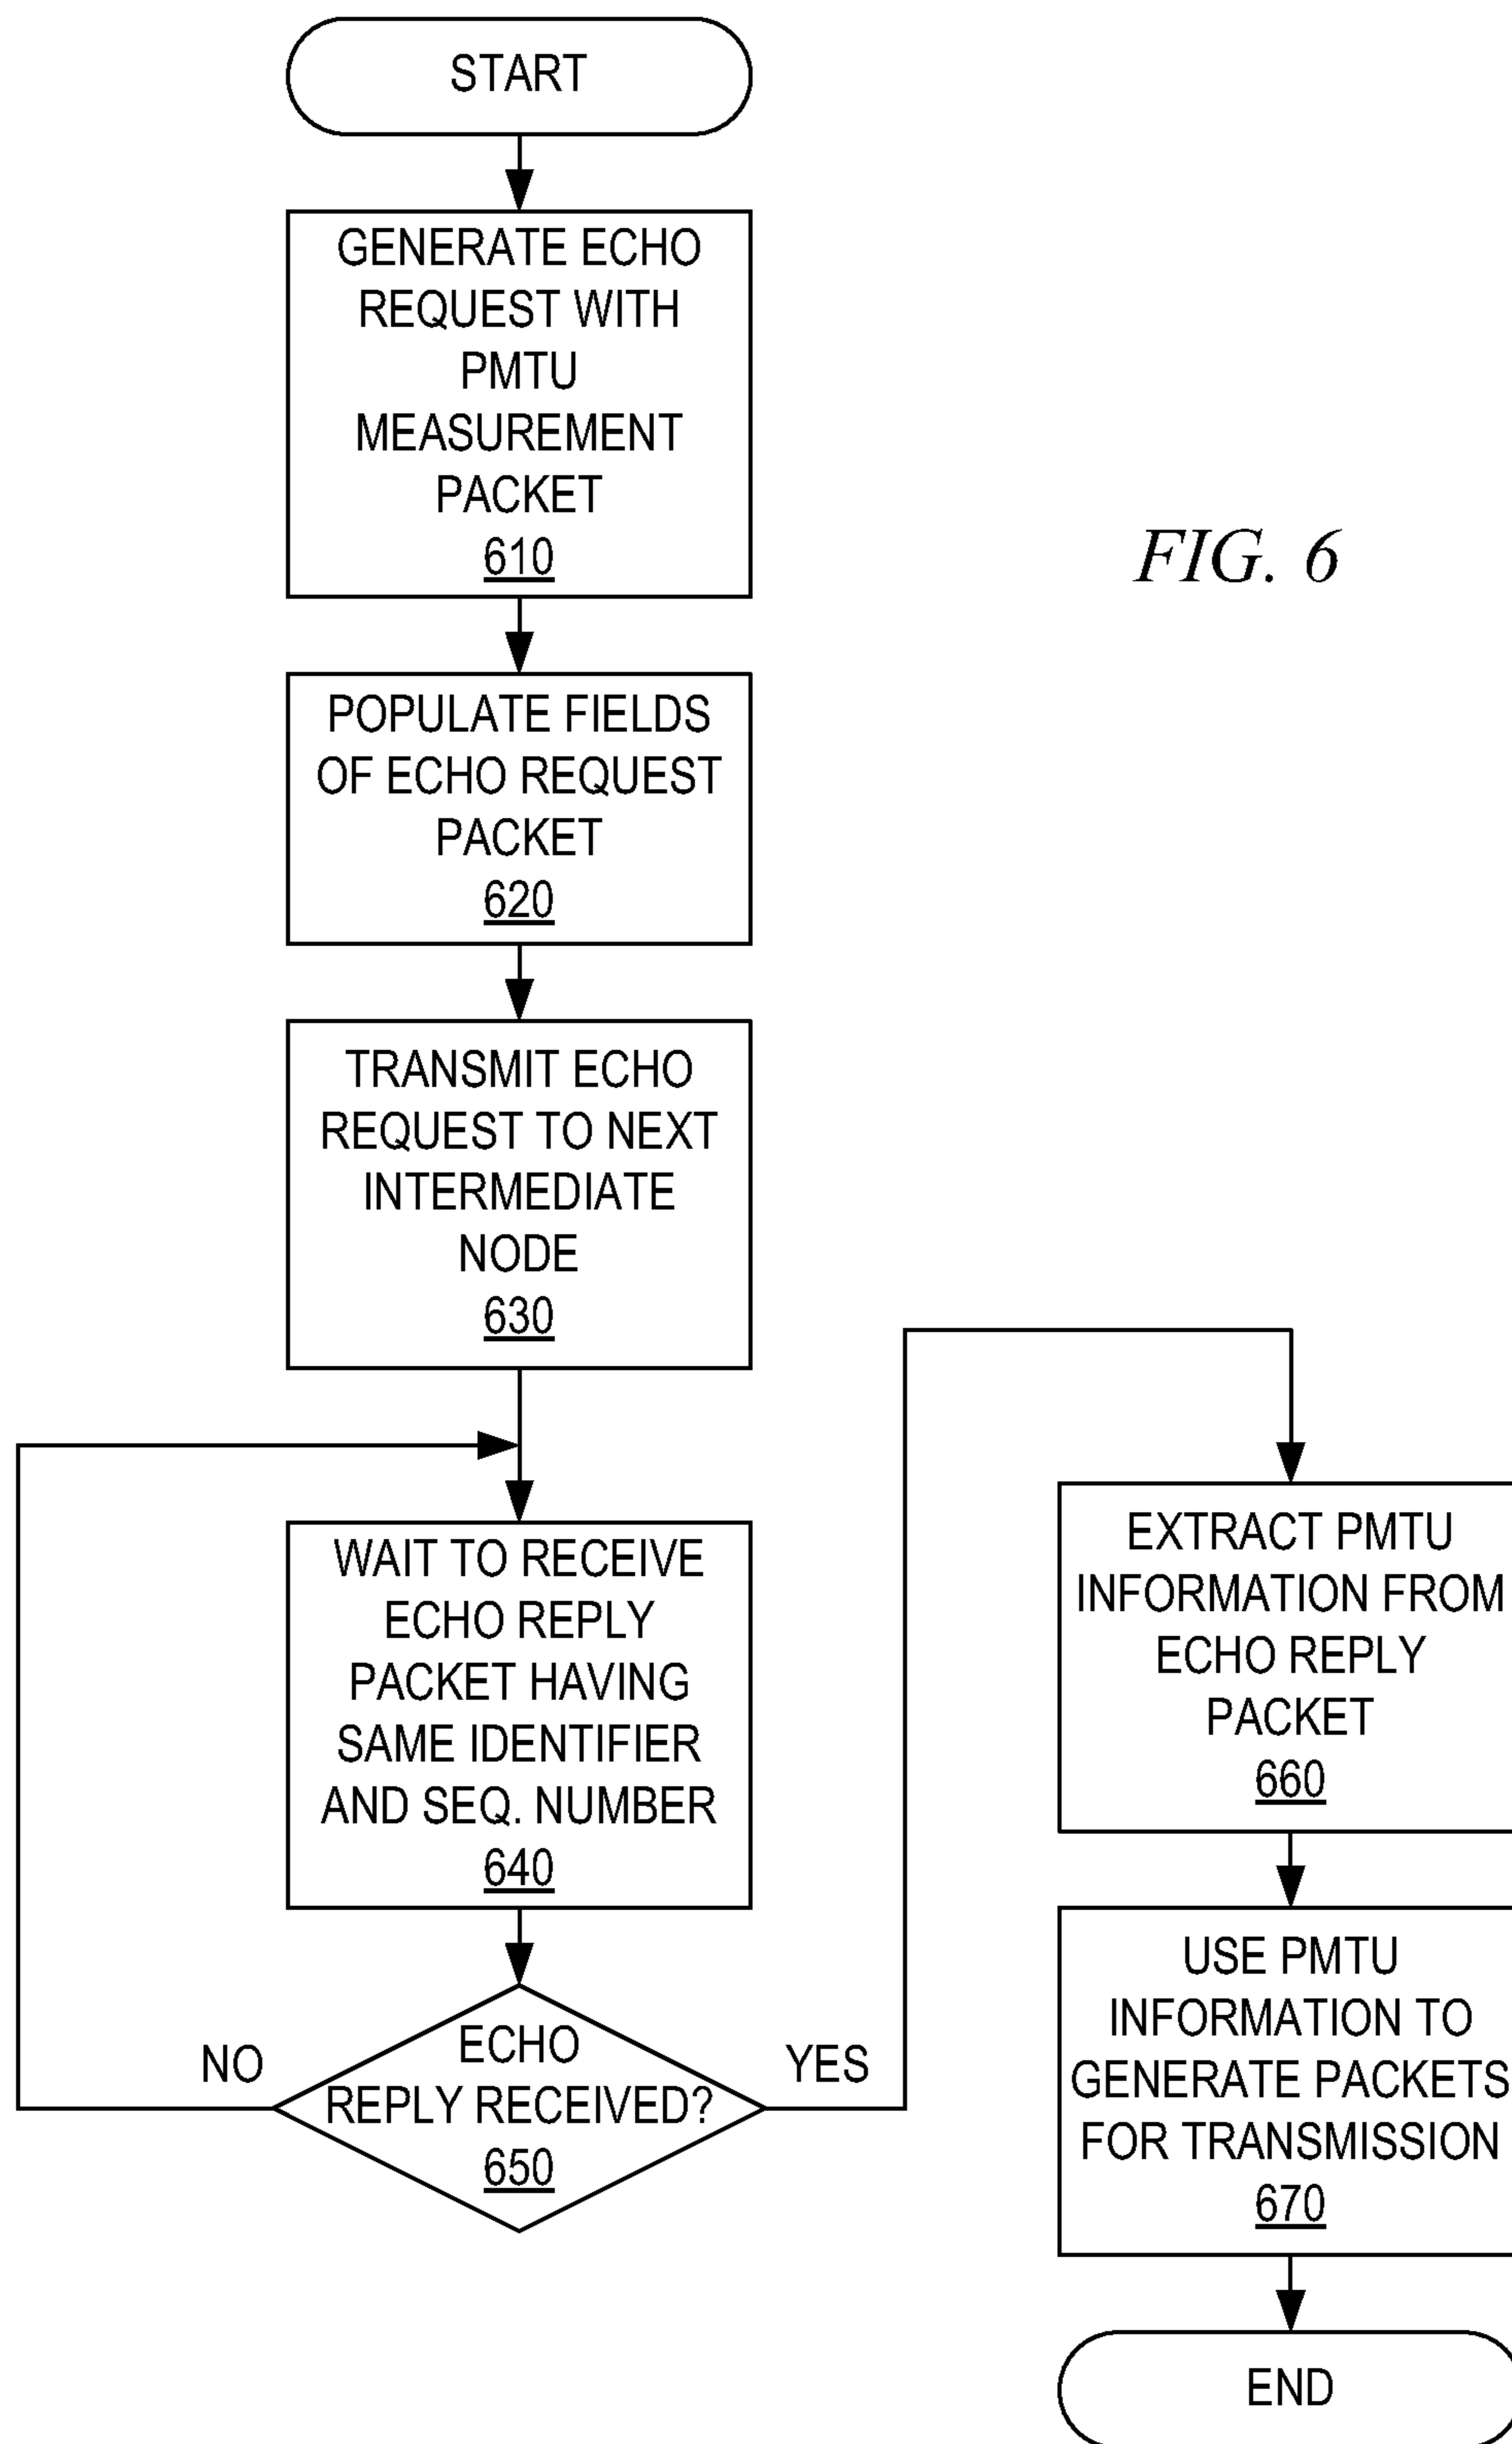 START
GENERATE ECHO
REQUEST WITH
PMTU
MEASUREMENT
PACKET
610
FIG. 6
POPULATE FIELDS
OF ECHO REQUEST
PACKET
620
TRANSMIT ECHO
REQUEST TO NEXT
INTERMEDIATE
NODE
630
WAIT TO RECEIVE
ECHO REPLY
PACKET HAVING
SAME IDENTIFIER
AND SEQ. NUMBER
640
ECHO
REPLY RECEIVED?
650
NO
YES
EXTRACT PMTU
INFORMATION FROM
ECHO REPLY
PACKET
660
USE PMTU
INFORMATION TO
GENERATE PACKETS
FOR TRANSMISSION
670
END